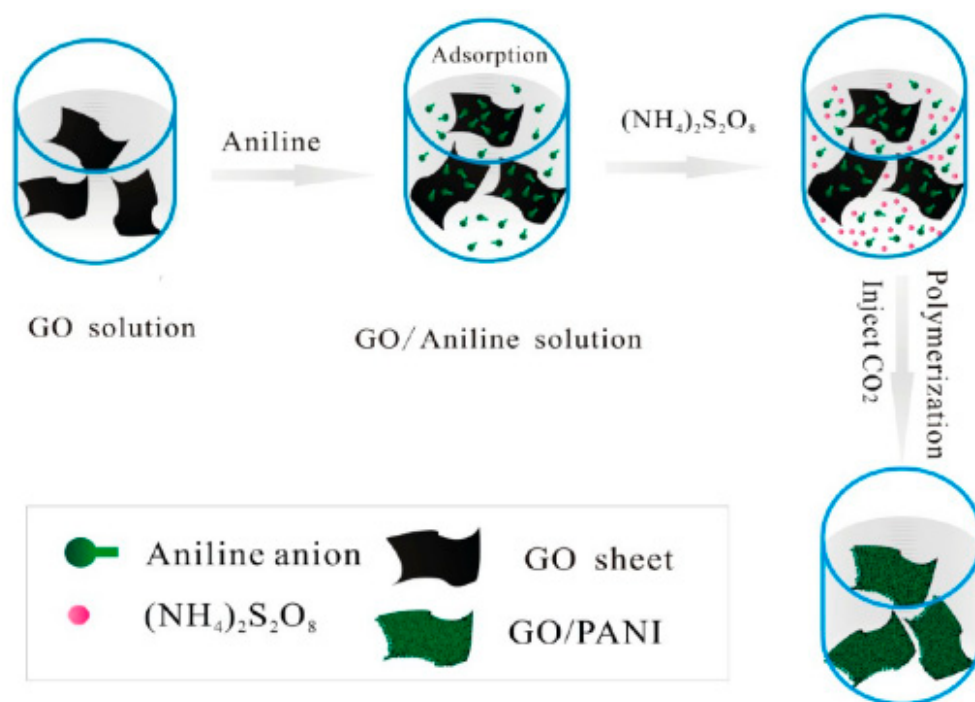 Adsorption
Aniline
(NH₄)₂S₂O₈
GO solution
GO/Aniline solution
Polymerization
Inject CO₂
Aniline anion
GO sheet
(NH₄)₂S₂O₈
GO/PANI